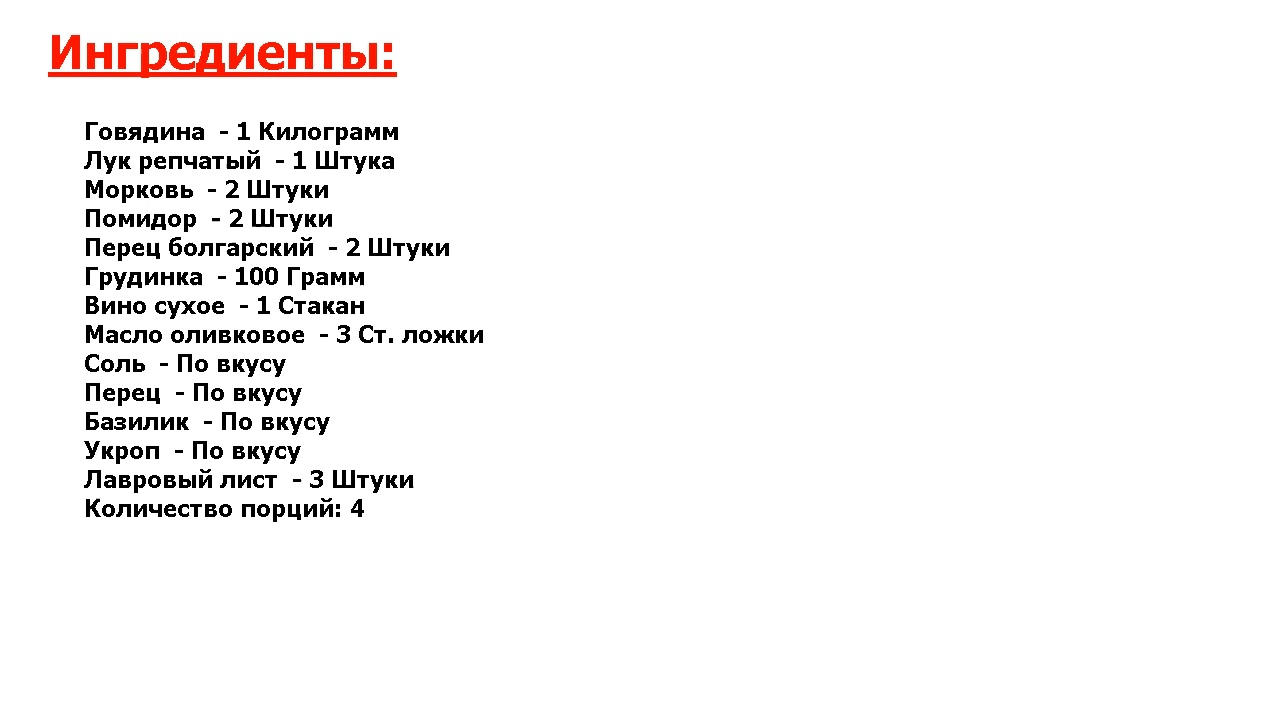 Ингредиенты:
Говядина - 1 Килограмм
Лук репчатый - 1 Штука
Морковь - 2 Штуки
Помидор - 2 Штуки
Перец болгарский - 2 Штуки
Грудинка - 100 Грамм
Вино сухое - 1 Стакан
Масло оливковое - 3 Ст. ложки
Соль - По вкусу
Перец - По вкусу
Базилик - По вкусу
Укроп - По вкусу
Лавровый лист - 3 Штуки
Количество порций: 4